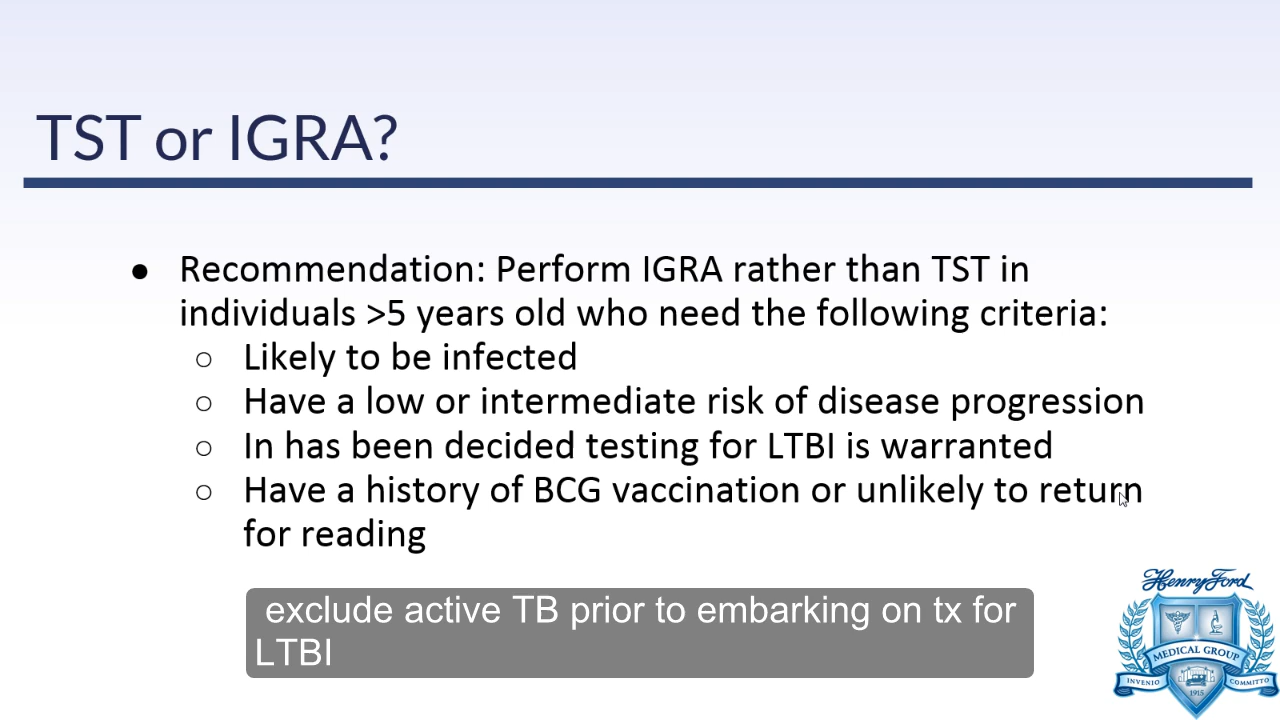 TST or IGRA?
● Recommendation: Perform IGRA rather than TST in
individuals >5 years old who need the following criteria:
○ Likely to be infected
○ Have a low or intermediate risk of disease progression
○ In has been decided testing for LTBI is warranted
○ Have a history of BCG vaccination or unlikely to return
for reading
exclude active TB prior to embarking on tx for
LTBI
Henry Ford
MEDICAL GROUP
INVENIO
COMMITTO
1915